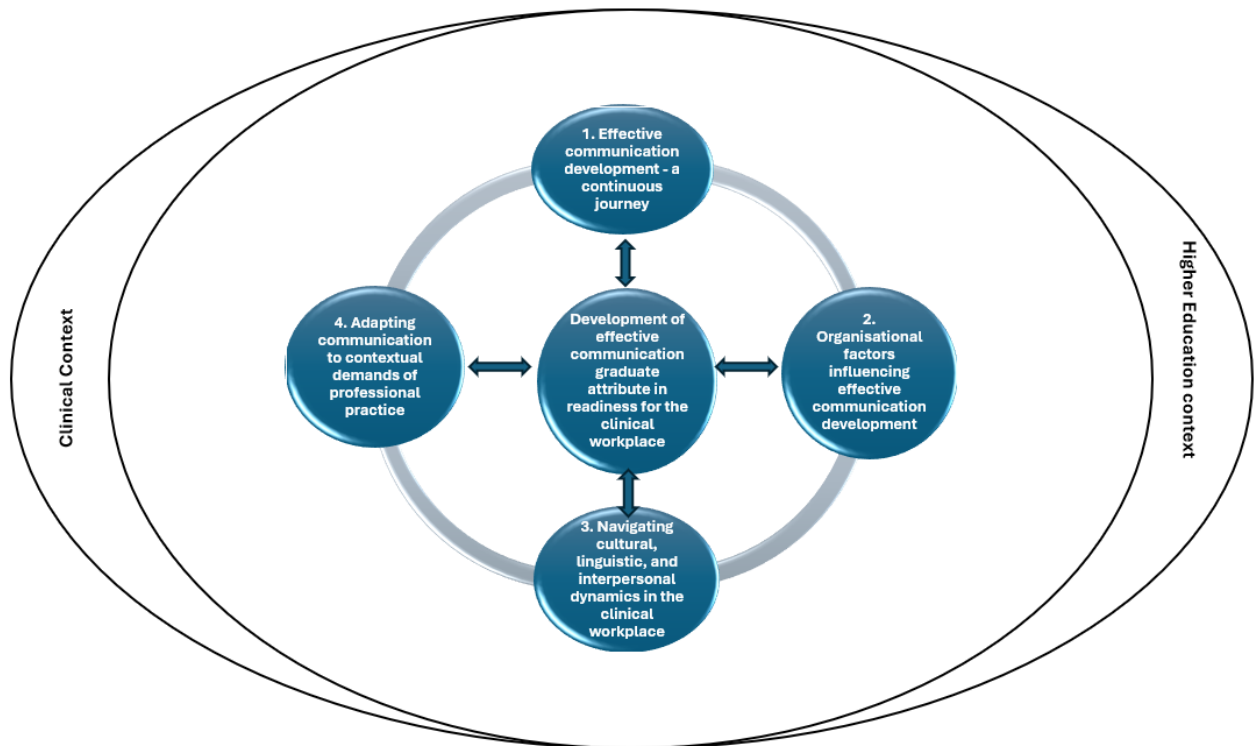 1. Effective
communication
development - a
continuous
journey
4. Adapting
communication
to contextual
demands of
professional
practice
Development of
effective
communication
graduate
attribute in
readiness for the
clinical
workplace
2.
Organisational
factors
influencing
effective
communication
development
3. Navigating
cultural,
linguistic, and
interpersonal
dynamics in the
clinical
workplace
Clinical Context
Higher Education context